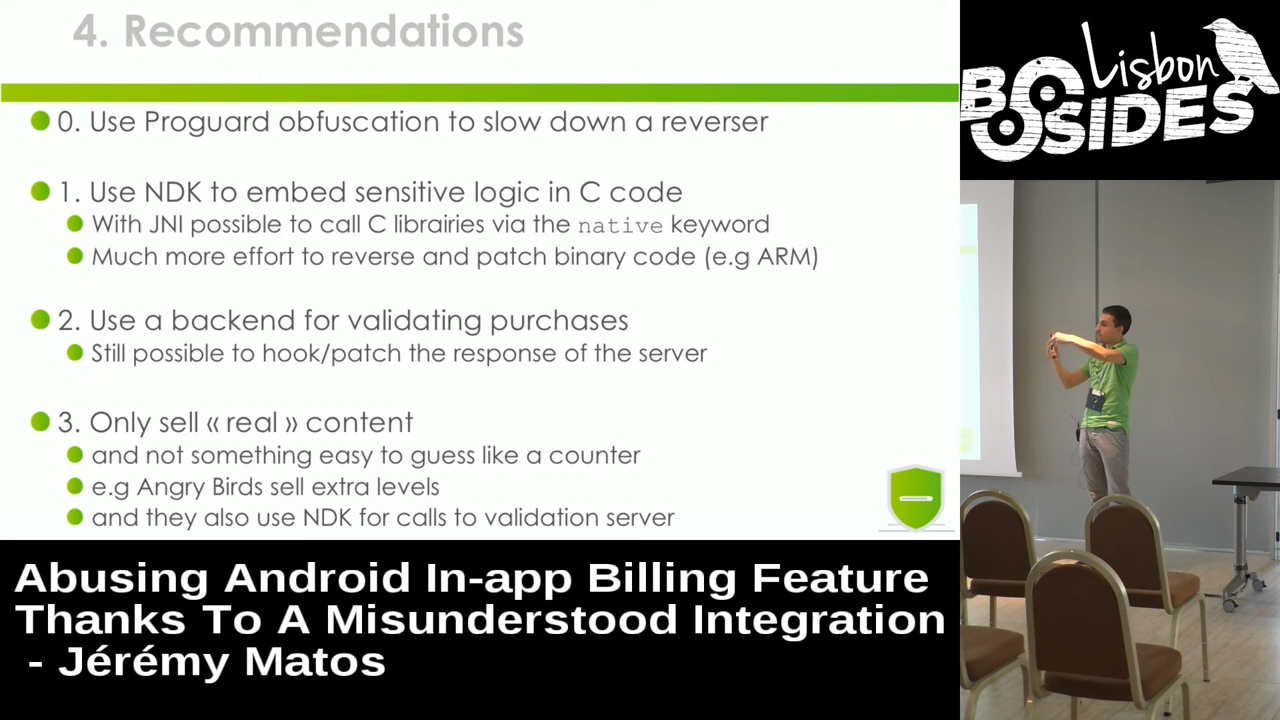 4. Recommendations
0. Use Proguard obfuscation to slow down a reverser
1. Use NDK to embed sensitive logic in C code
With JNI possible to call C librairies via the native keyword
Much more effort to reverse and patch binary code (e.g ARM)
2. Use a backend for validating purchases
Still possible to hook/patch the response of the server
3. Only sell « real » content
and not something easy to guess like a counter
e.g Angry Birds sell extra levels
and they also use NDK for calls to validation server
Lisbon
BSIDES
Abusing Android In-app Billing Feature
Thanks To A Misunderstood Integration
- Jérémy Matos